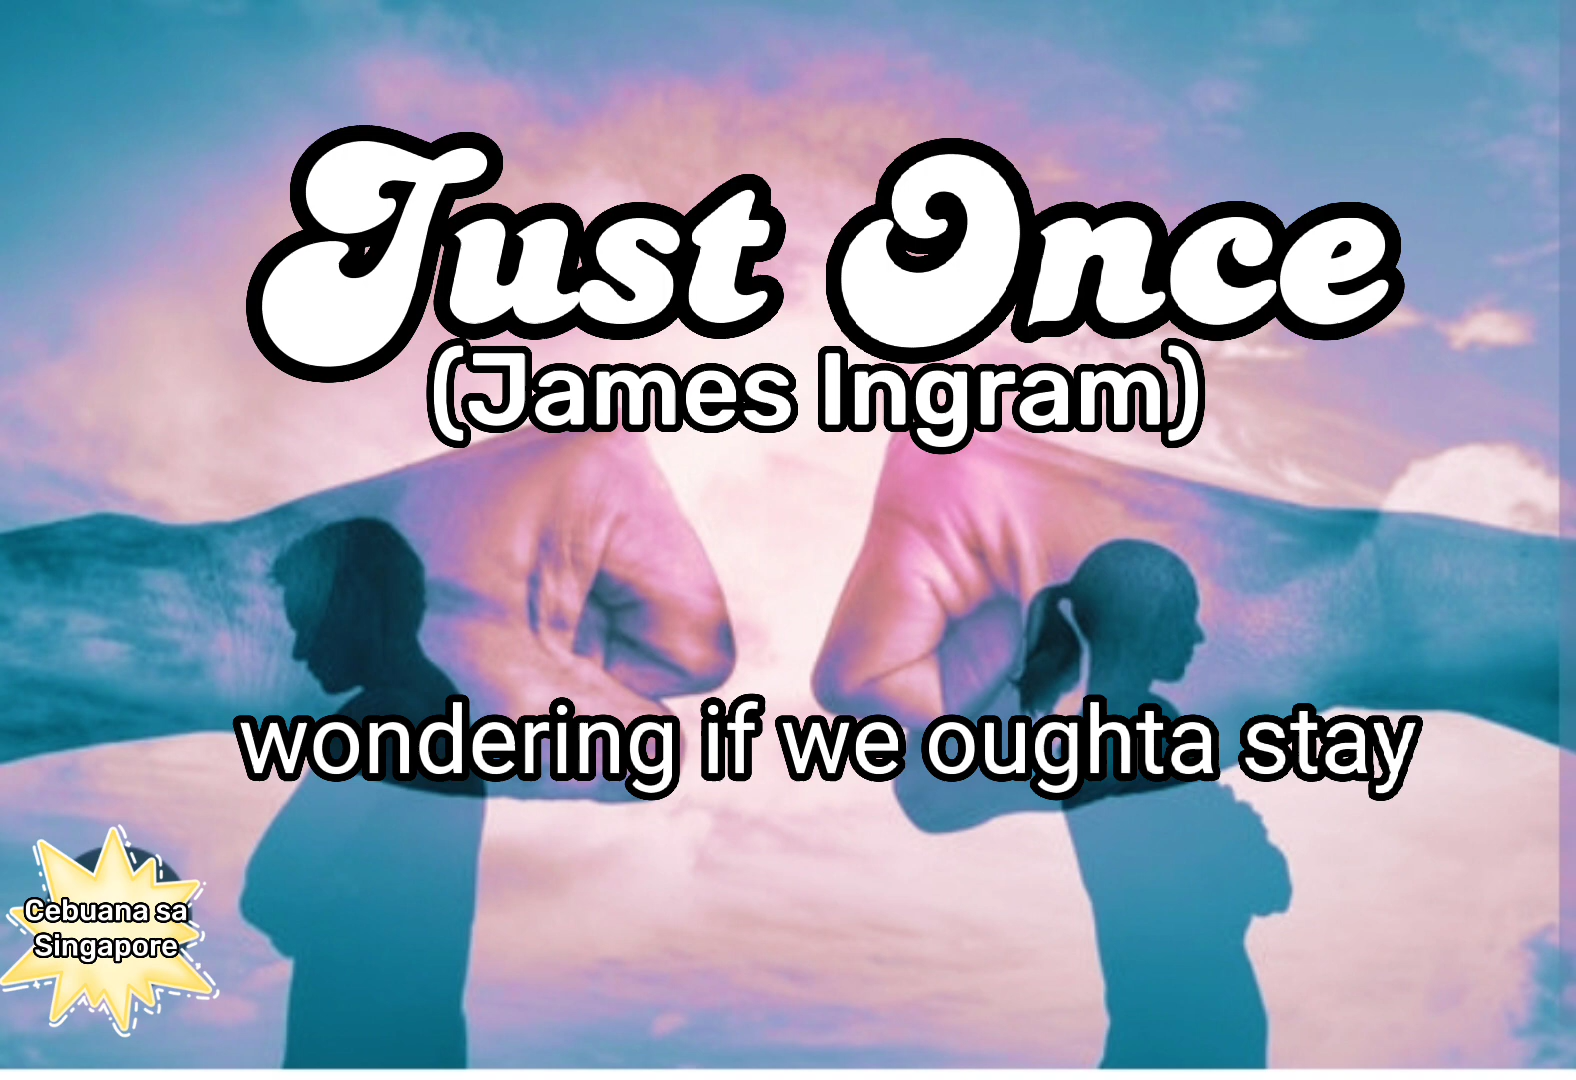 Just Once
(James Ingram)
wondering if we oughta stay
Cebuana sa
Singapore